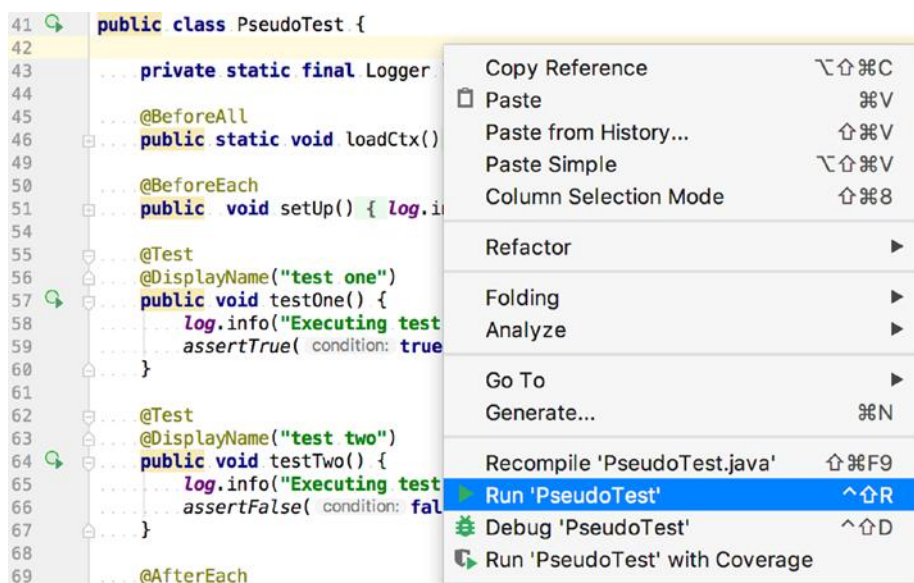 41 public class PseudoTest {
42
43 private static final Logger
44
45 @BeforeAll
46 public static void loadCtx()
49
50 @BeforeEach
51 public void setUp() { log.in
54
55 @Test
56 @DisplayName("test one")
57 public void testOne() {
58 log.info("Executing test
59 assertTrue( condition: true
60 }
61
62 @Test
63 @DisplayName("test two")
64 public void testTwo() {
65 log.info("Executing test
66 assertFalse( condition: fal
67 }
68
69 @AfterEach
Copy Reference ⌥⇧⌘C
Paste ⌘V
Paste from History... ⇧⌘V
Paste Simple ⌥⇧⌘V
Column Selection Mode ⇧⌘8
Refactor
Folding
Analyze
Go To
Generate... ⌘N
Recompile 'PseudoTest.java' ⇧⌘F9
Run 'PseudoTest' ^⇧R
Debug 'PseudoTest' ^⇧D
Run 'PseudoTest' with Coverage